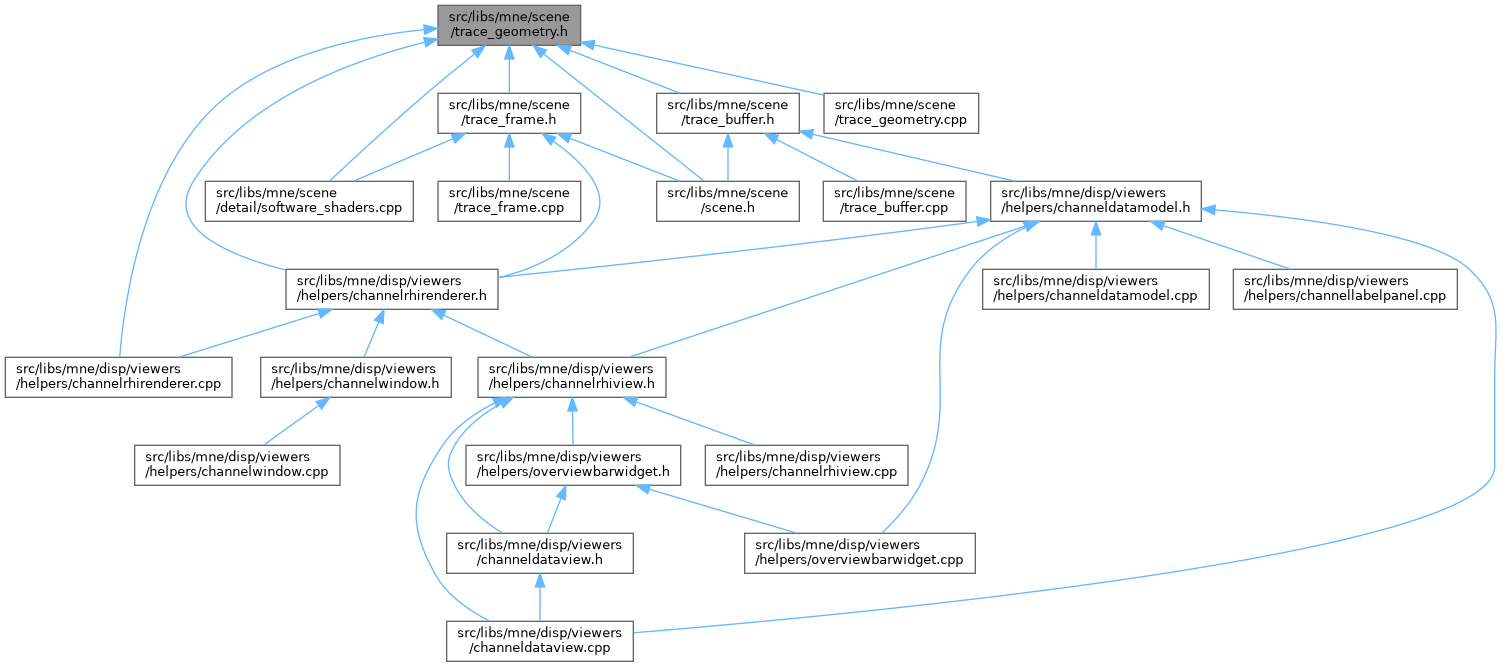 src/libs/mne/scene
/trace_geometry.h
src/libs/mne/scene
/trace_frame.h
src/libs/mne/scene
/trace_buffer.h
src/libs/mne/scene
/trace_geometry.cpp
src/libs/mne/scene
/detail/software_shaders.cpp
src/libs/mne/scene
/trace_frame.cpp
src/libs/mne/scene
/scene.h
src/libs/mne/scene
/trace_buffer.cpp
src/libs/mne/disp/viewers
/helpers/channeldatamodel.h
src/libs/mne/disp/viewers
/helpers/channelrhirenderer.h
src/libs/mne/disp/viewers
/helpers/channeldatamodel.cpp
src/libs/mne/disp/viewers
/helpers/channellabelpanel.cpp
src/libs/mne/disp/viewers
/helpers/channelrhirenderer.cpp
src/libs/mne/disp/viewers
/helpers/channelwindow.h
src/libs/mne/disp/viewers
/helpers/channelrhiview.h
src/libs/mne/disp/viewers
/helpers/channelwindow.cpp
src/libs/mne/disp/viewers
/helpers/overviewbarwidget.h
src/libs/mne/disp/viewers
/helpers/channelrhiview.cpp
src/libs/mne/disp/viewers
/channeldataview.h
src/libs/mne/disp/viewers
/helpers/overviewbarwidget.cpp
src/libs/mne/disp/viewers
/channeldataview.cpp